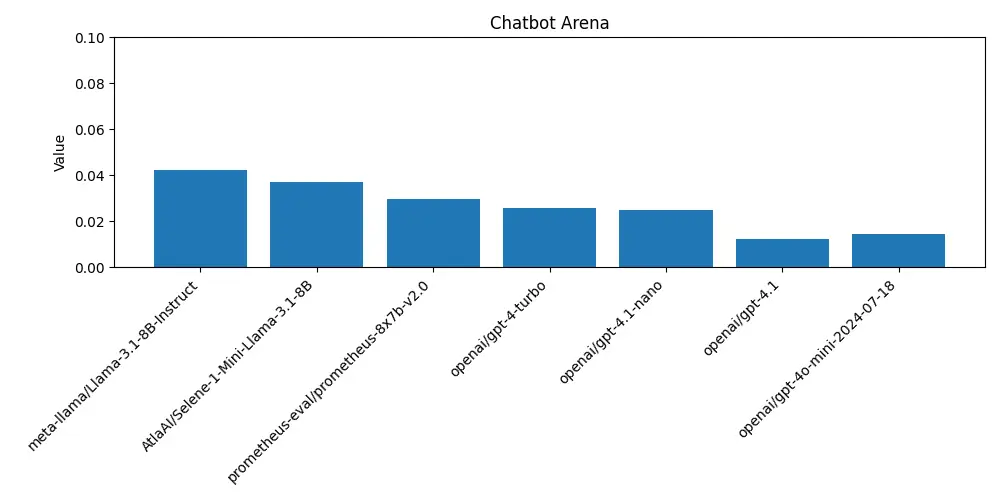 Chatbot Arena
Value
0.10
0.08
0.06
0.04
0.02
0.00
meta-llama/Llama-3.1-8B-Instruct
AtlaAI/Selene-1-Mini-Llama-3.1-8B
prometheus-eval/prometheus-8x7b-v2.0
openai/gpt-4-turbo
openai/gpt-4.1-nano
openai/gpt-4.1
openai/gpt-4o-mini-2024-07-18